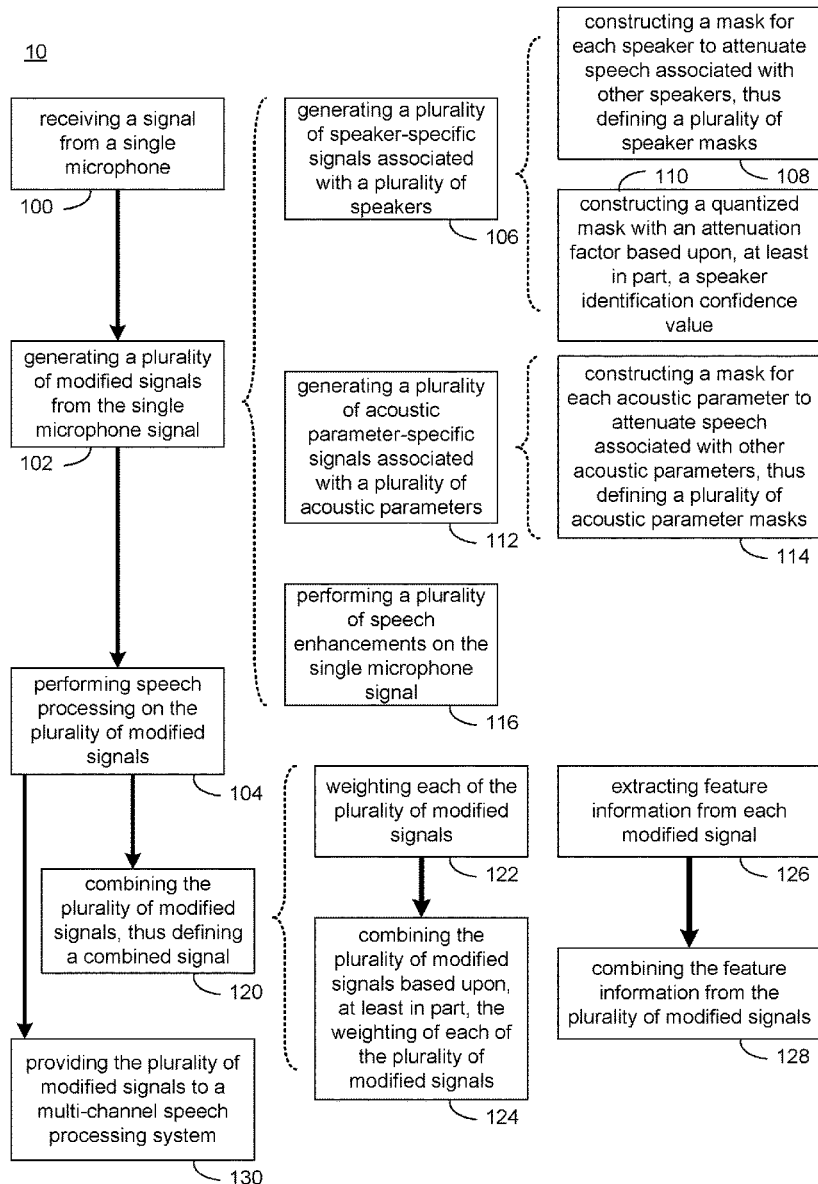 10
receiving a signal
from a single
microphone
100
generating a plurality
of modified signals
from the single
microphone signal
102
performing speech
processing on the
plurality of modified
signals
104
generating a plurality
of speaker-specific
signals associated
with a plurality of
speakers
106
constructing a mask for
each speaker to attenuate
speech associated with
other speakers, thus
defining a plurality of
speaker masks
108
110
constructing a quantized
mask with an attenuation
factor based upon, at least
in part, a speaker
identification confidence
value
generating a plurality
of acoustic
parameter-specific
signals associated
with a plurality of
acoustic parameters
112
constructing a mask for
each acoustic parameter to
attenuate speech
associated with other
acoustic parameters, thus
defining a plurality of
acoustic parameter masks
114
performing a plurality
of speech
enhancements on the
single microphone
signal
116
combining the
plurality of modified
signals, thus defining
a combined signal
120
weighting each of the
plurality of modified
signals
122
combining the
plurality of modified
signals based upon,
at least in part, the
weighting of each of
the plurality of
modified signals
124
extracting feature
information from each
modified signal
126
combining the feature
information from the
plurality of modified signals
128
providing the plurality of
modified signals to a
multi-channel speech
processing system
130